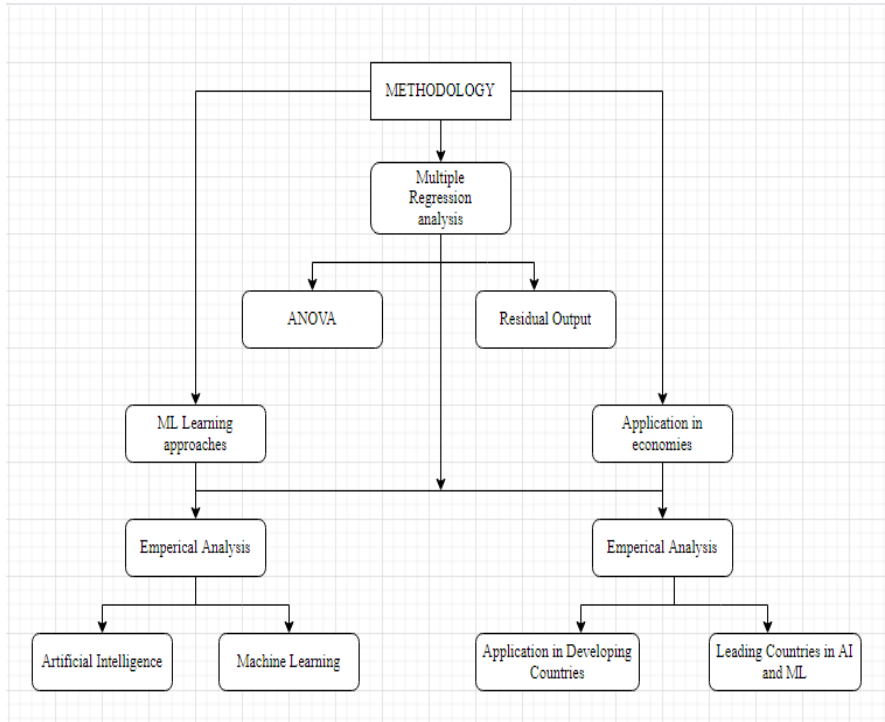 METHODOLOGY
Multiple
Regression
analysis
ANOVA
Residual Output
ML Learning
approaches
Application in
economies
Emperical Analysis
Emperical Analysis
Artificial Intelligence
Machine Learning
Application in Developing
Countries
Leading Countries in AI
and ML